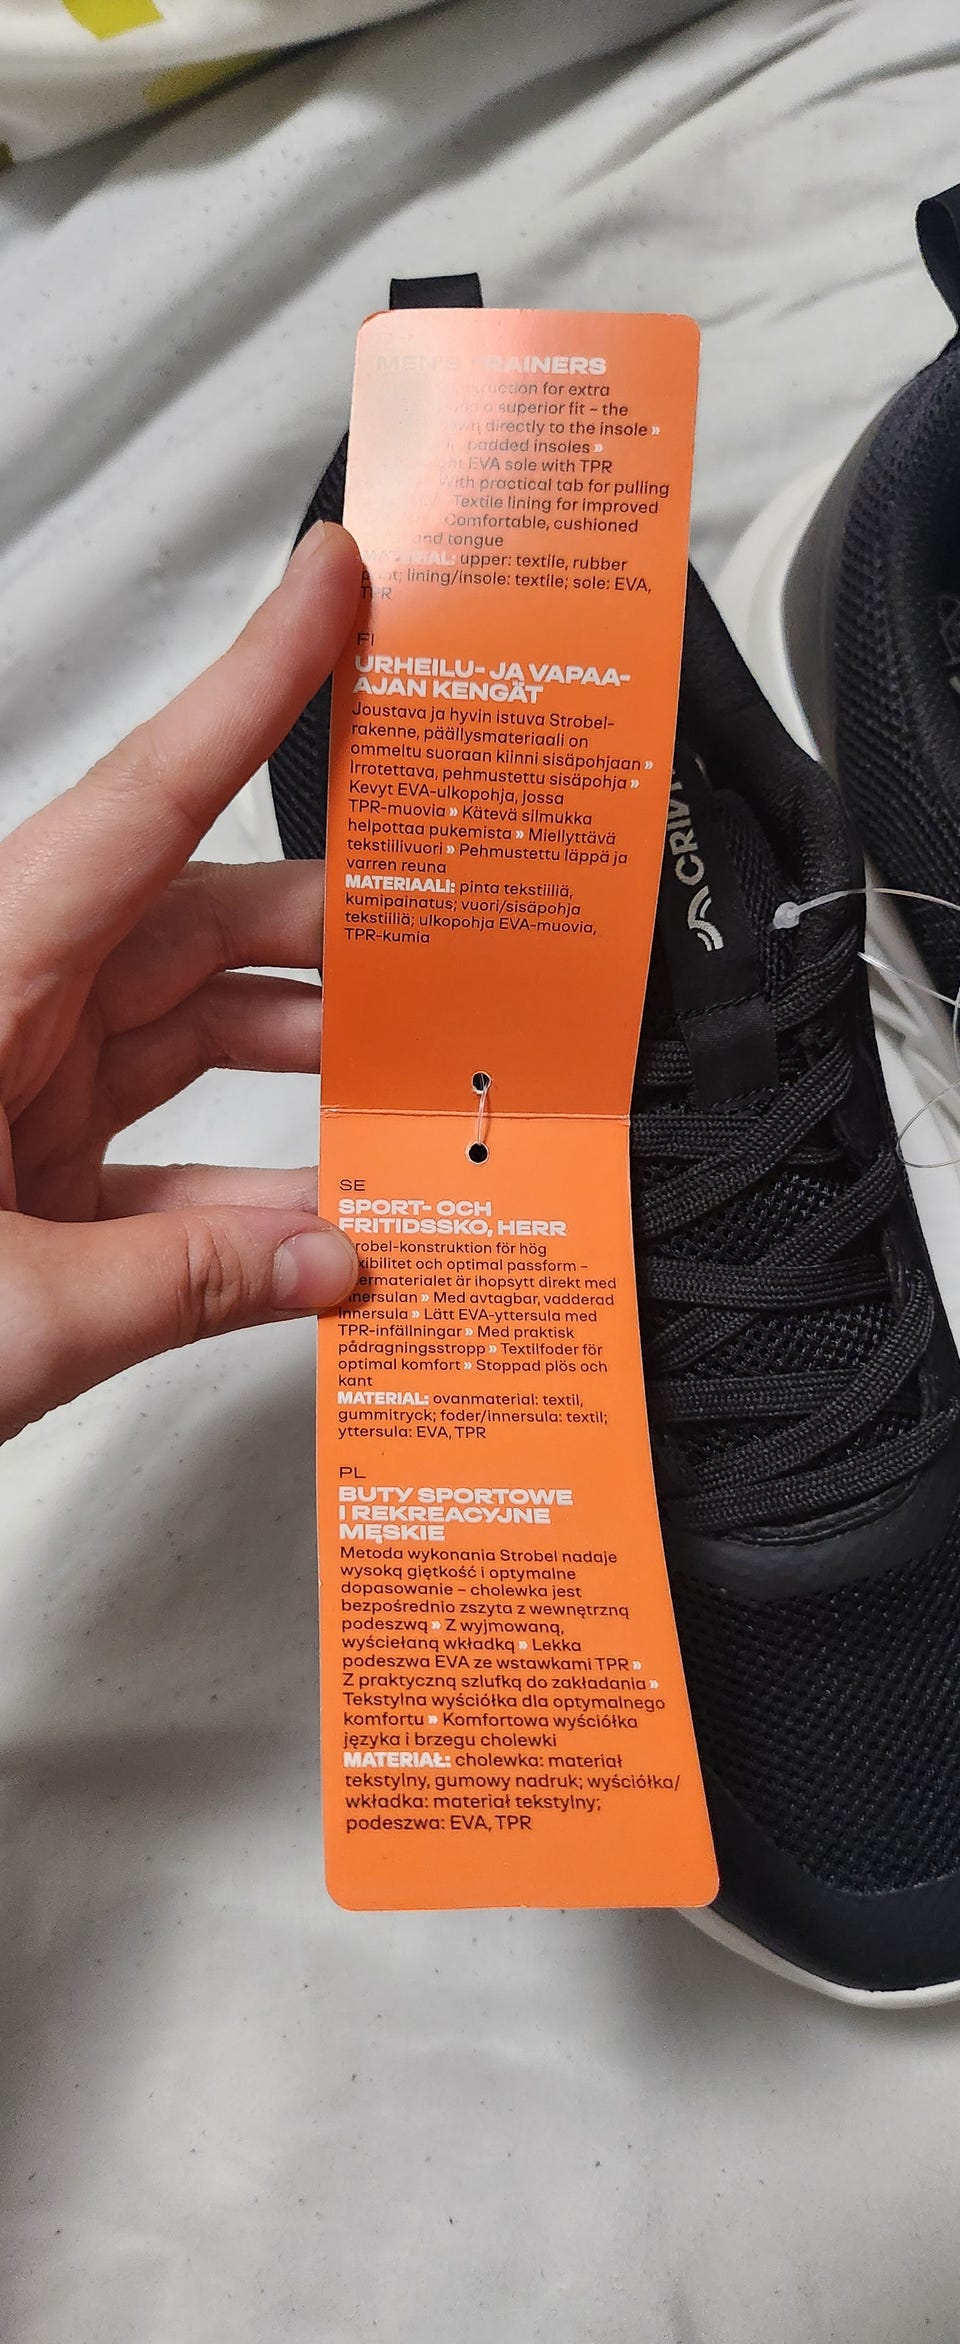 MEN'S TRAINERS
construction for extra
and a superior fit – the
sewn directly to the insole »
padded insoles »
EVA sole with TPR
With practical tab for pulling
Textile lining for improved
Comfortable, cushioned
and tongue
MATERIAL: upper: textile, rubber
print; lining/insole: textile; sole: EVA,
TPR
FI
URHEILU- JA VAPAA-
AJAN KENGÄT
Joustava ja hyvin istuva Strobel-
rakenne, päällysmateriaali on
ommeltu suoraan kiinni sisäpohjaan »
Irrotettava, pehmustettu sisäpohja »
Kevyt EVA-ulkopohja, jossa
TPR-muovia » Kätevä silmukka
helpottaa pukemista » Miellyttävä
tekstiilivuori » Pehmustettu läppä ja
varren reuna
MATERIAALI: pinta tekstiiliä,
kumipainatus; vuori/sisäpohja
tekstiiliä; ulkopohja EVA-muovia,
TPR-kumia
SE
SPORT- OCH
FRITIDSSKO, HERR
Strobel-konstruktion för hög
flexibilitet och optimal passform –
yttermaterialet är ihopsytt direkt med
innersulan » Med avtagbar, vadderad
innersula » Lätt EVA-yttersula med
TPR-infällningar » Med praktisk
pådragningsstropp » Textilfoder för
optimal komfort » Stoppad plös och
kant
MATERIAL: ovanmaterial: textil,
gummitryck; foder/innersula: textil;
yttersula: EVA, TPR
PL
BUTY SPORTOWE
I REKREACYJNE
MĘSKIE
Metoda wykonania Strobel nadaje
wysoką giętkość i optymalne
dopasowanie – cholewka jest
bezpośrednio zszyta z wewnętrzną
podeszwą » Z wyjmowaną,
wyściełaną wkładką » Lekka
podeszwa EVA ze wstawkami TPR »
Z praktyczną szlufką do zakładania »
Tekstylna wyściółka dla optymalnego
komfortu » Komfortowa wyściółka
języka i brzegu cholewki
MATERIAŁ: cholewka: materiał
tekstylny, gumowy nadruk; wyściółka/
wkładka: materiał tekstylny;
podeszwa: EVA, TPR